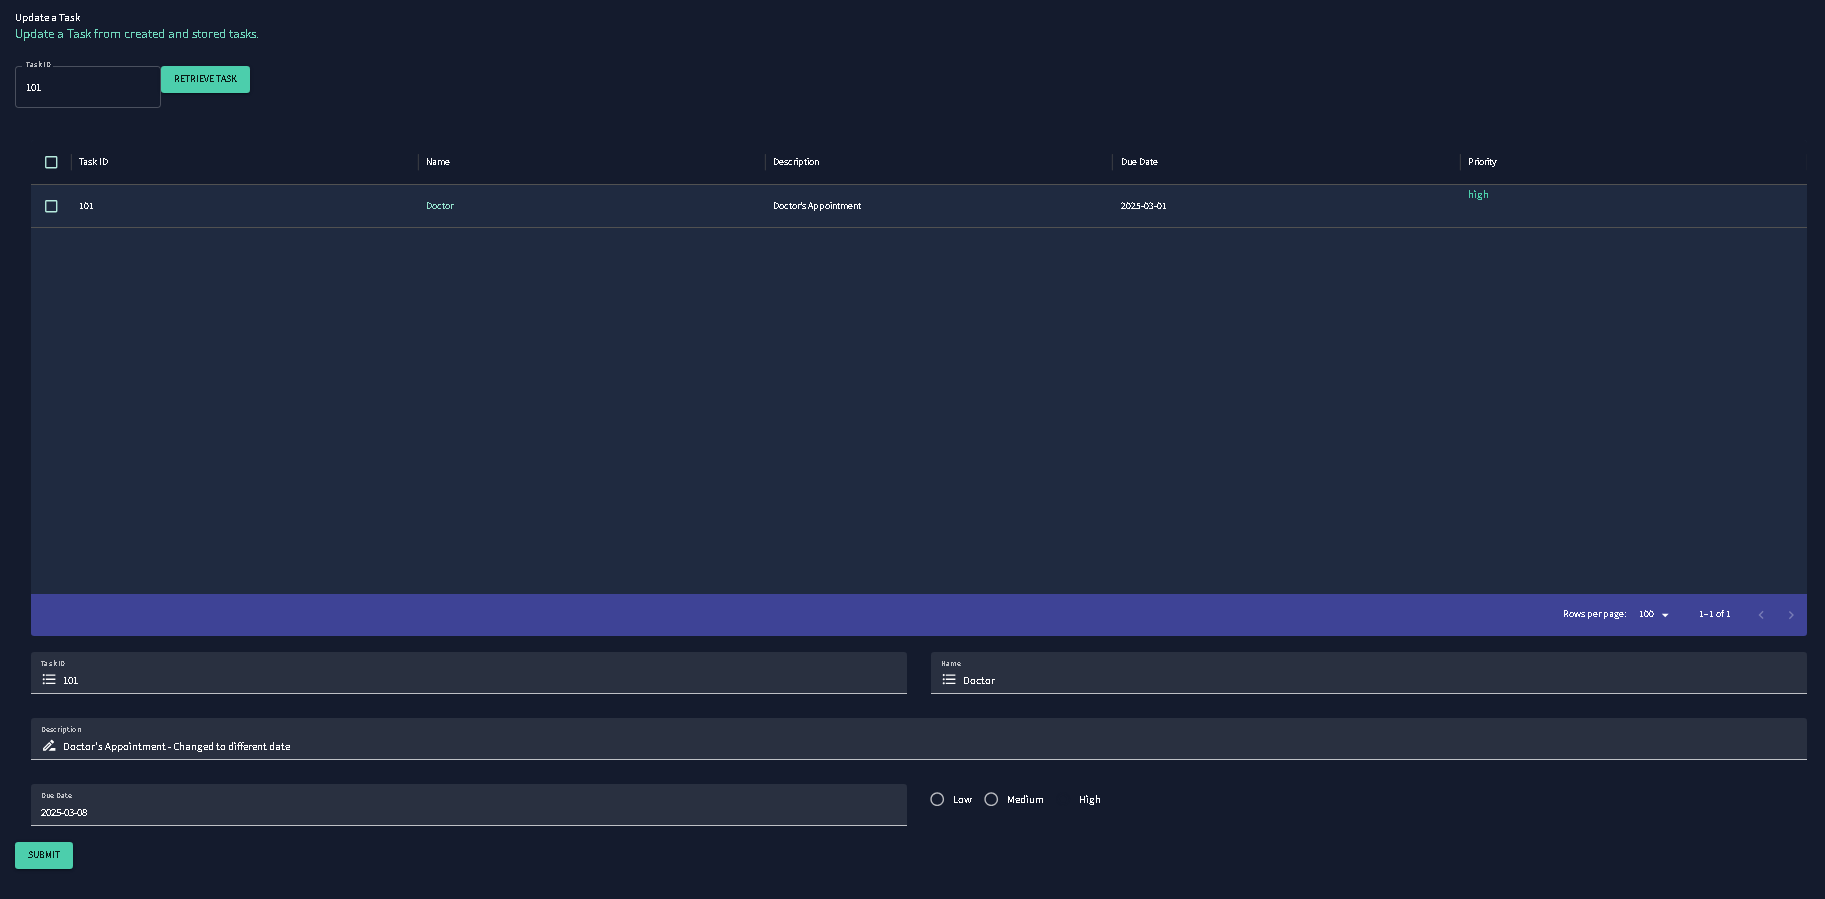 Update a Task
Update a Task from created and stored tasks.
Task ID
101
RETRIEVE TASK
Task ID Name Description Due Date Priority
101 Doctor Doctor's Appointment 2025-03-01 high
Rows per page: 100 1–1 of 1
Task ID
101
Name
Doctor
Description
Doctor's Appointment - Changed to different date
Due Date
2025-03-08
Low Medium High
SUBMIT